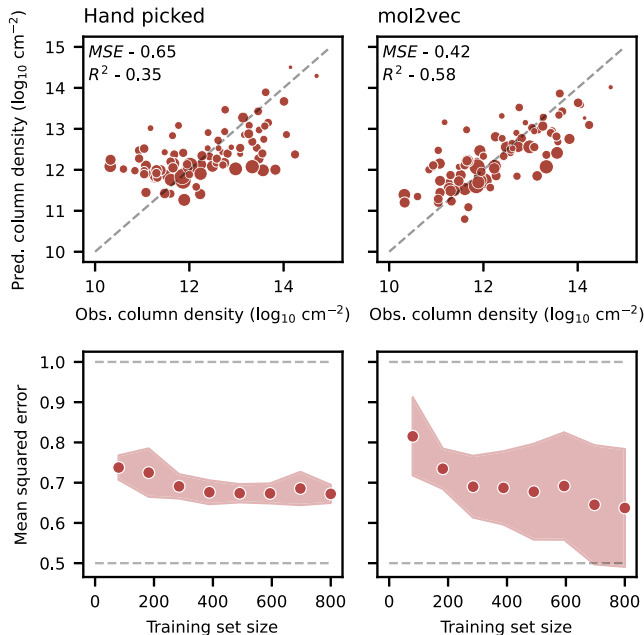 Hand picked
mol2vec
Pred. column density (log₁₀ cm⁻²)
15
14
13
12
11
10
MSE - 0.65
R² - 0.35
MSE - 0.42
R² - 0.58
10
12
14
10
12
14
Obs. column density (log₁₀ cm⁻²)
Obs. column density (log₁₀ cm⁻²)
Mean squared error
1.0
0.9
0.8
0.7
0.6
0.5
0
200
400
600
800
0
200
400
600
800
Training set size
Training set size